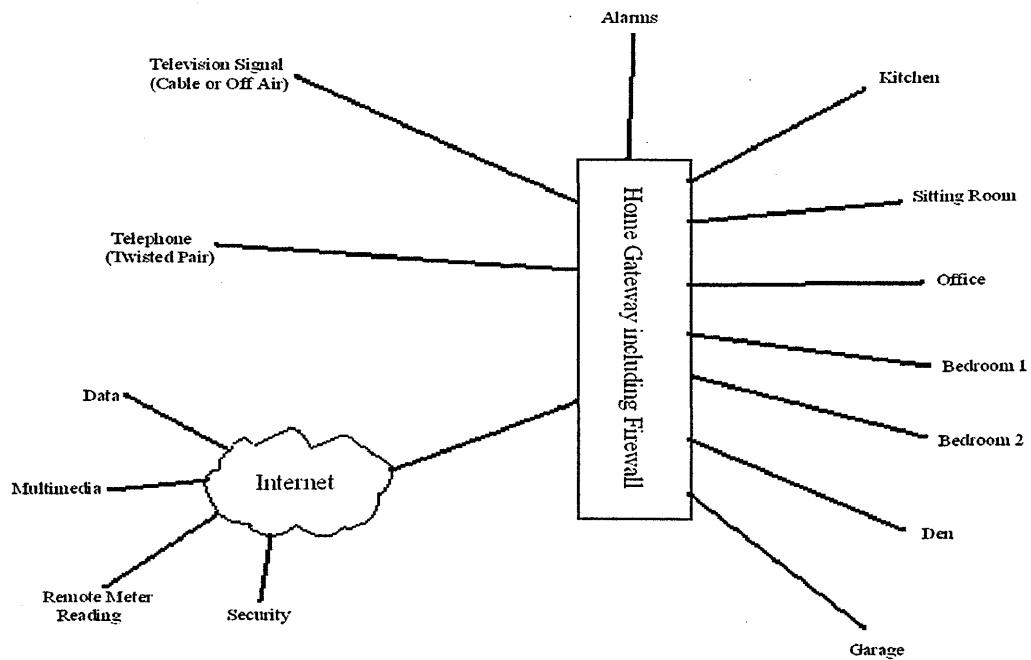 Alarms
Television Signal
(Cable or Off Air)
Kitchen
Sitting Room
Telephone
(Twisted Pair)
Home Gateway including Firewall
Office
Bedroom 1
Data
Bedroom 2
Multimedia
Internet
Den
Remote Meter
Reading
Security
Garage